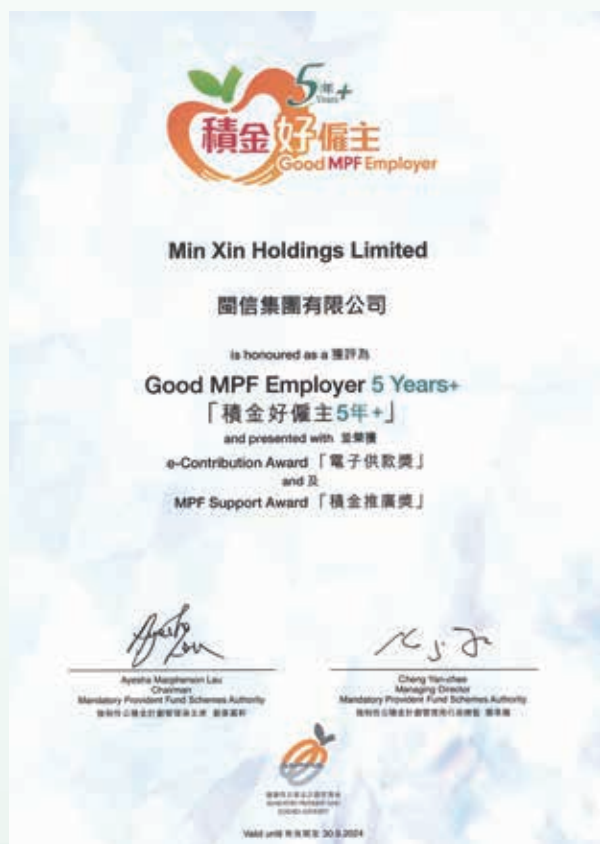 5年+
Years
積金好僱主
Good MPF Employer
Min Xin Holdings Limited
閩信集團有限公司
is honoured as a 獲評為
Good MPF Employer 5 Years+
「積金好僱主5年+」
and presented with 並榮獲
e-Contribution Award「電子供款獎」
and 及
MPF Support Award「積金推廣獎」
Ayesha Macpherson Lau
Chairman
Mandatory Provident Fund Schemes Authority
Cheng Yan-chee
Managing Director
Mandatory Provident Fund Schemes Authority
Valid until 有效期至 30.9.2024